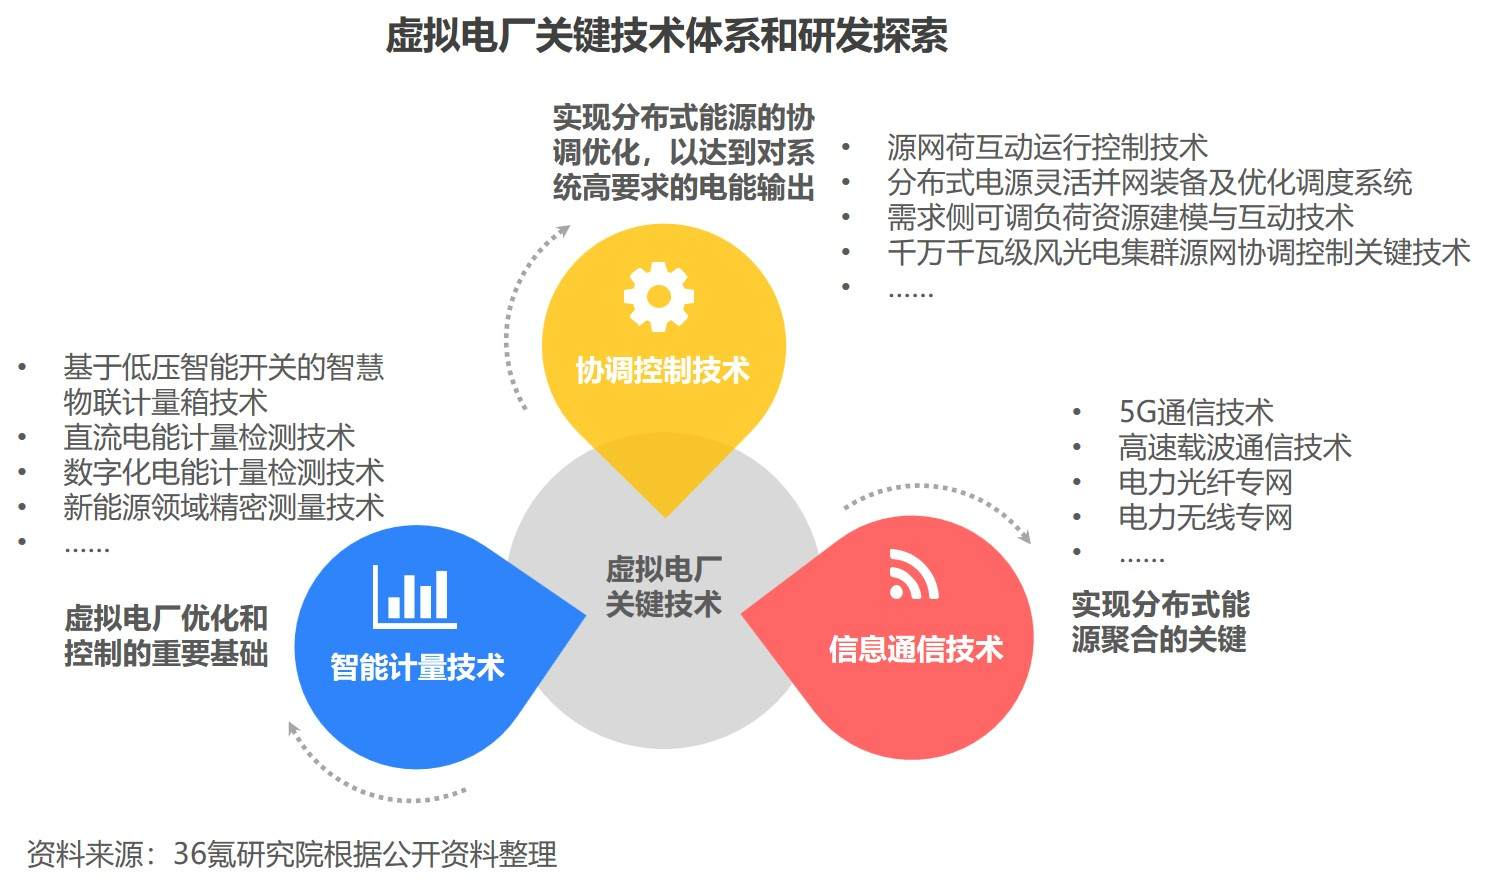 虚拟电厂关键技术体系和研发探索
实现分布式能源的协
调优化，以达到对系
统高要求的电能输出
• 源网荷互动运行控制技术
• 分布式电源灵活并网装备及优化调度系统
• 需求侧可调负荷资源建模与互动技术
• 千万千瓦级风光电集群源网协调控制关键技术
• ……
协调控制技术
• 基于低压智能开关的智慧
物联计量箱技术
• 直流电能计量检测技术
• 数字化电能计量检测技术
• 新能源领域精密测量技术
• ……
虚拟电厂优化和
控制的重要基础
智能计量技术
虚拟电厂
关键技术
• 5G通信技术
• 高速载波通信技术
• 电力光纤专网
• 电力无线专网
• ……
实现分布式能
源聚合的关键
信息通信技术
资料来源：36氪研究院根据公开资料整理